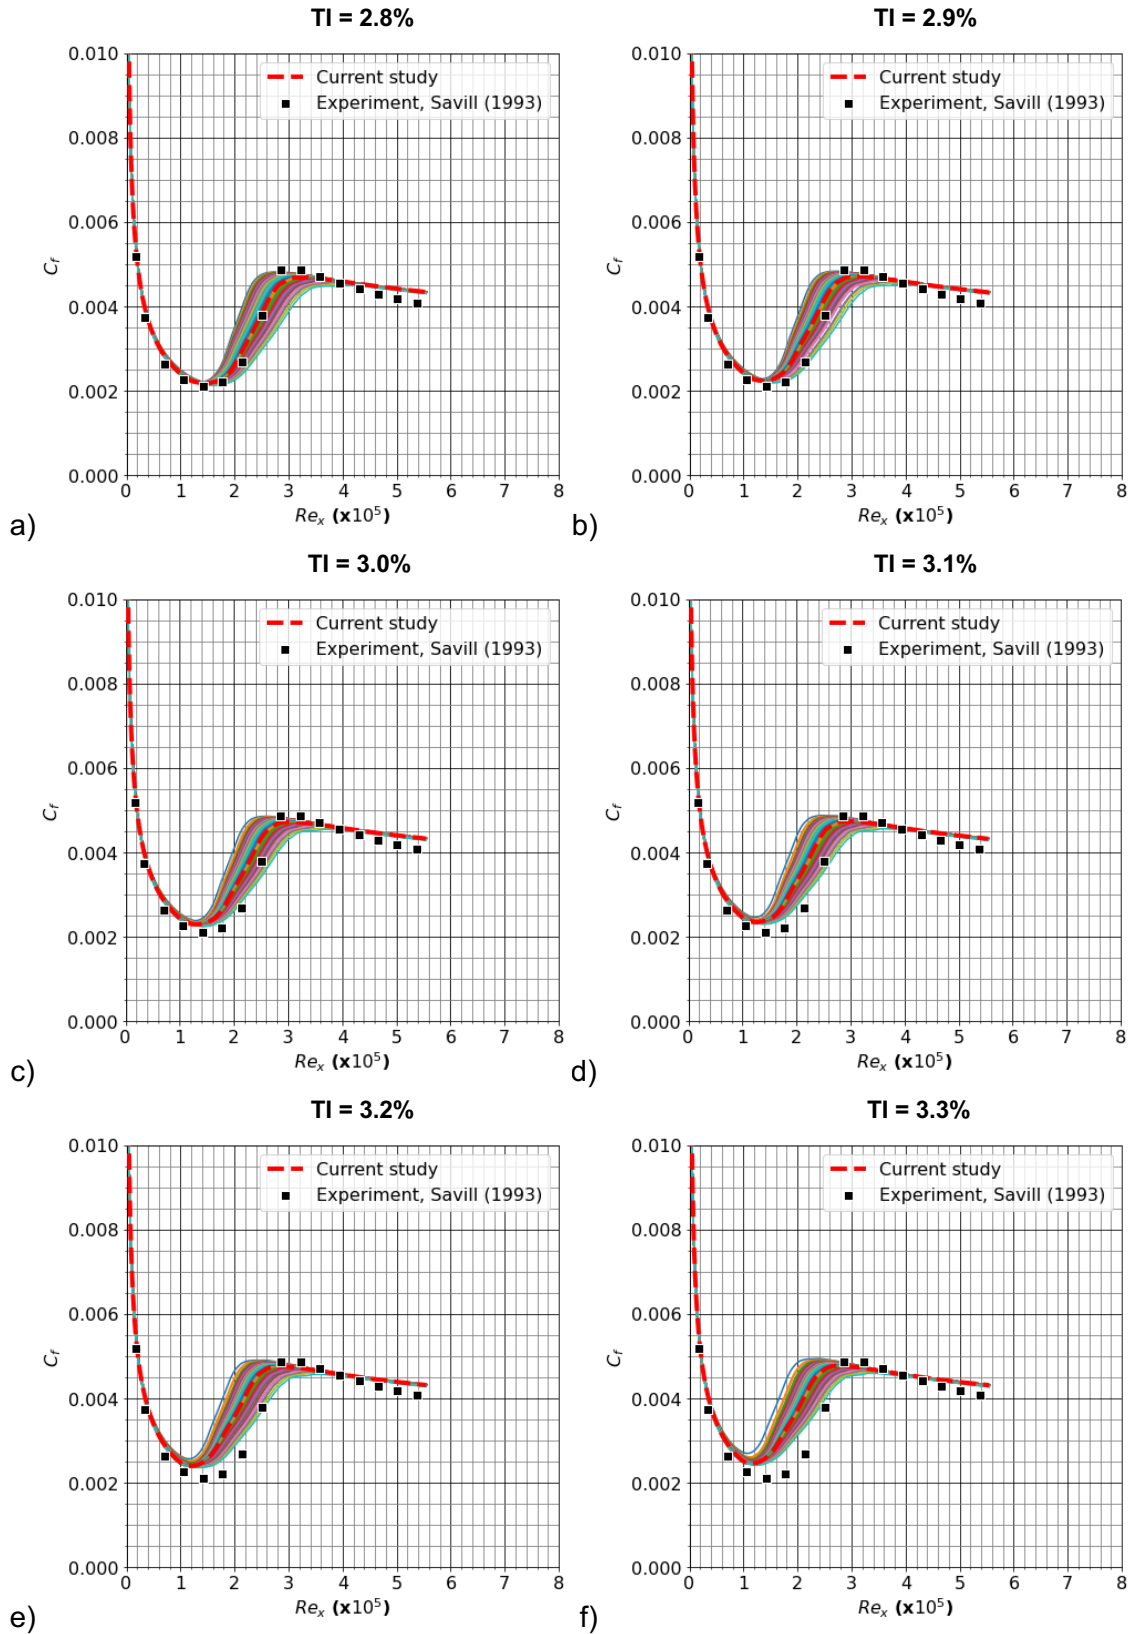 TI = 2.8%
0.010
0.008
0.006
0.004
0.002
0.000
C_f
Current study
Experiment, Savill (1993)
0 1 2 3 4 5 6 7 8
Re_x (x10^5)
a)
TI = 2.9%
0.010
0.008
0.006
0.004
0.002
0.000
C_f
Current study
Experiment, Savill (1993)
0 1 2 3 4 5 6 7 8
Re_x (x10^5)
b)
TI = 3.0%
0.010
0.008
0.006
0.004
0.002
0.000
C_f
Current study
Experiment, Savill (1993)
0 1 2 3 4 5 6 7 8
Re_x (x10^5)
c)
TI = 3.1%
0.010
0.008
0.006
0.004
0.002
0.000
C_f
Current study
Experiment, Savill (1993)
0 1 2 3 4 5 6 7 8
Re_x (x10^5)
d)
TI = 3.2%
0.010
0.008
0.006
0.004
0.002
0.000
C_f
Current study
Experiment, Savill (1993)
0 1 2 3 4 5 6 7 8
Re_x (x10^5)
e)
TI = 3.3%
0.010
0.008
0.006
0.004
0.002
0.000
C_f
Current study
Experiment, Savill (1993)
0 1 2 3 4 5 6 7 8
Re_x (x10^5)
f)